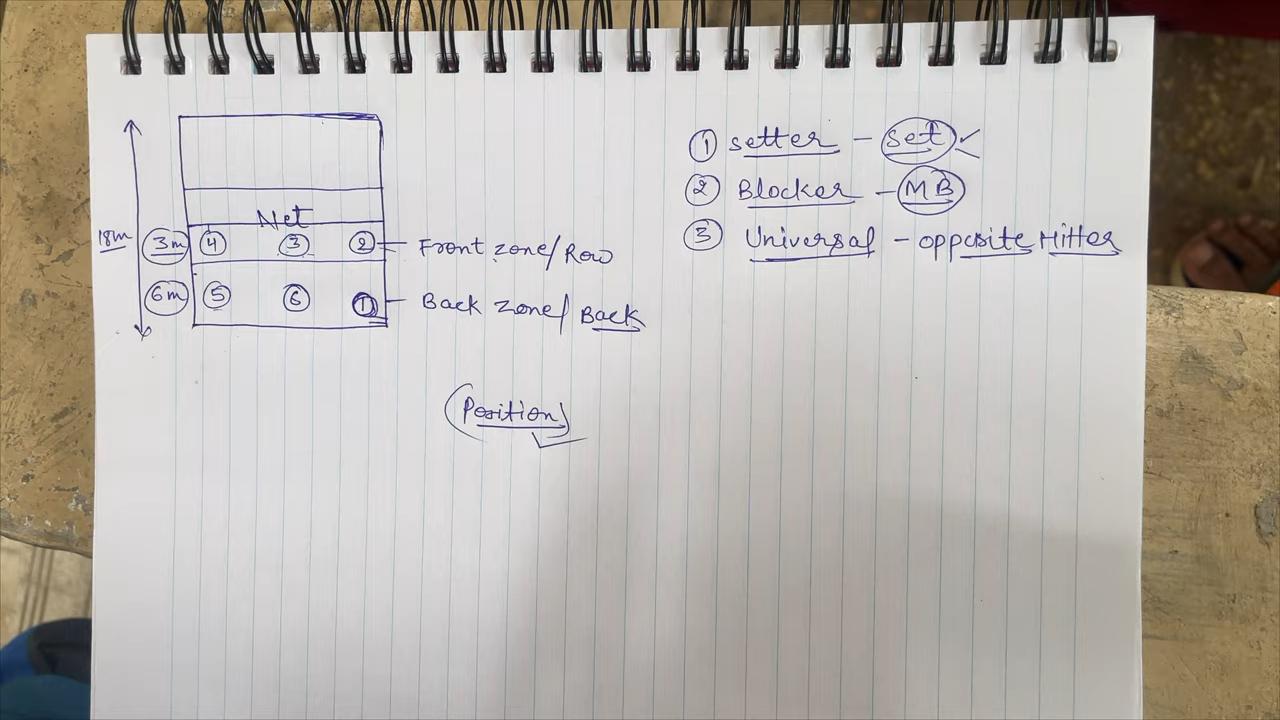 Net
18m
3m 4 3 2 Front zone/Row
6m 5 6 1 Back zone/Back
Position
1 setter - set
2 Blocker - MB
3 Universal - opposite Hitter